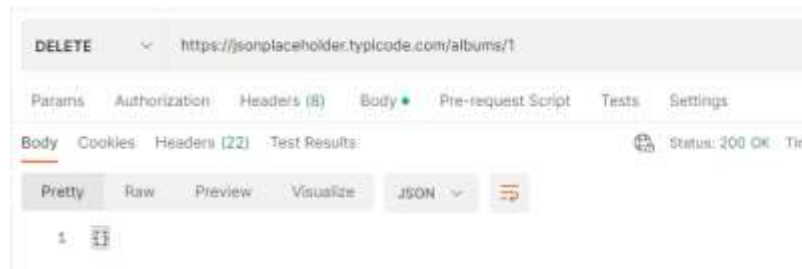 DELETE https://jsonplaceholder.typicode.com/albums/1
Params Authorization Headers (8) Body Pre-request Script Tests Settings
Body Cookies Headers (22) Test Results Status: 200 OK
Pretty Raw Preview Visualize JSON
1 {}